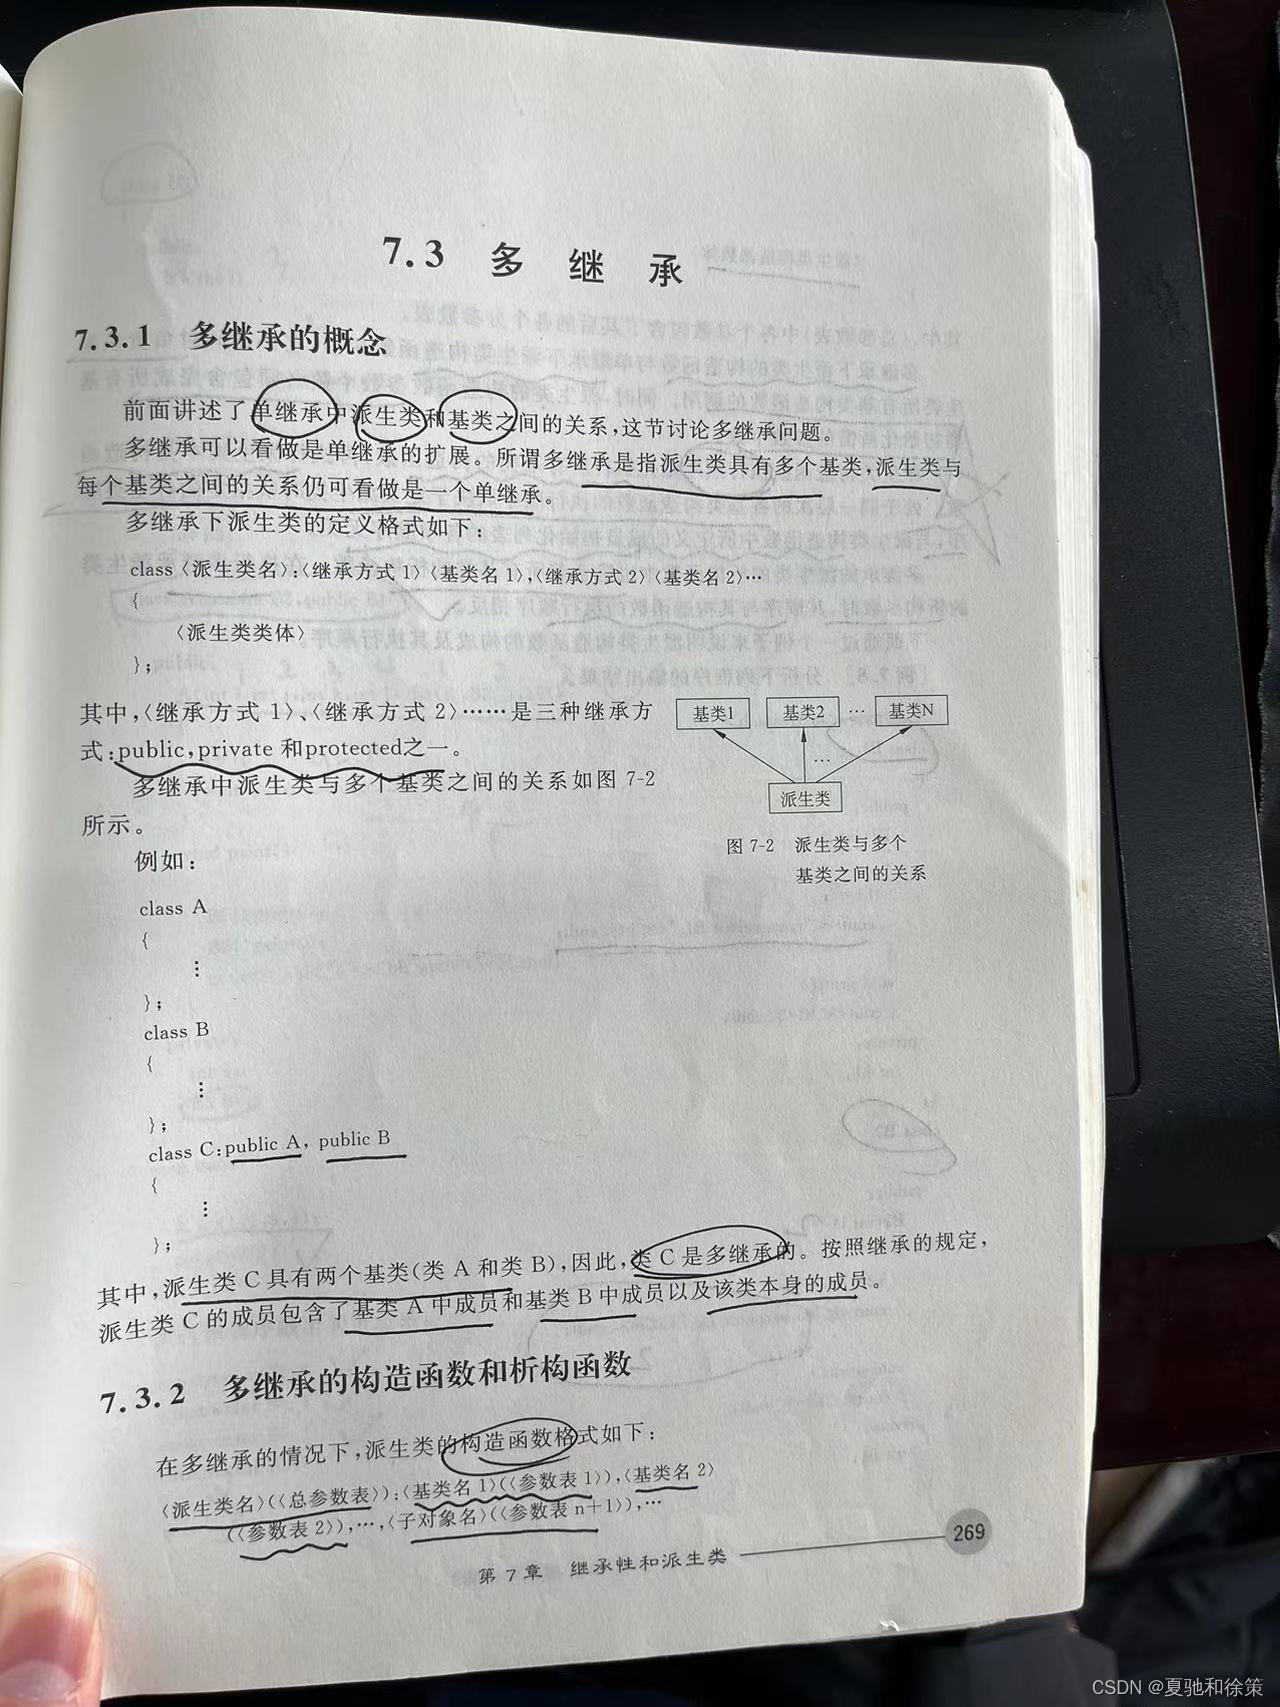 7.3 多 继 承
7.3.1 多继承的概念
前面讲述了单继承中派生类和基类之间的关系,这节讨论多继承问题。
多继承可以看做是单继承的扩展。所谓多继承是指派生类具有多个基类,派生类与
每个基类之间的关系仍可看做是一个单继承。
多继承下派生类的定义格式如下:
class〈派生类名〉:〈继承方式1〉〈基类名1〉,〈继承方式2〉〈基类名2〉…
{
〈派生类类体〉
};
其中,〈继承方式 1〉、〈继承方式 2〉……是三种继承方
式:public,private 和protected之一。
多继承中派生类与多个基类之间的关系如图 7-2
所示。
基类1 基类2 … 基类N
…
派生类
图 7-2 派生类与多个
基类之间的关系
例如:
class A
{
⋮
};
class B
{
⋮
};
class C:public A, public B
{
⋮
};
其中,派生类 C 具有两个基类(类 A 和类 B),因此,类 C 是多继承的。按照继承的规定,
派生类 C 的成员包含了基类 A 中成员和基类 B 中成员以及该类本身的成员。
7.3.2 多继承的构造函数和析构函数
在多继承的情况下,派生类的构造函数格式如下:
〈派生类名〉(〈总参数表〉):〈基类名 1〉(〈参数表 1〉),〈基类名 2〉
(〈参数表 2〉),…,〈子对象名〉(〈参数表 n+1〉),…
第 7 章 继承性和派生类 269
CSDN @夏驰和徐策